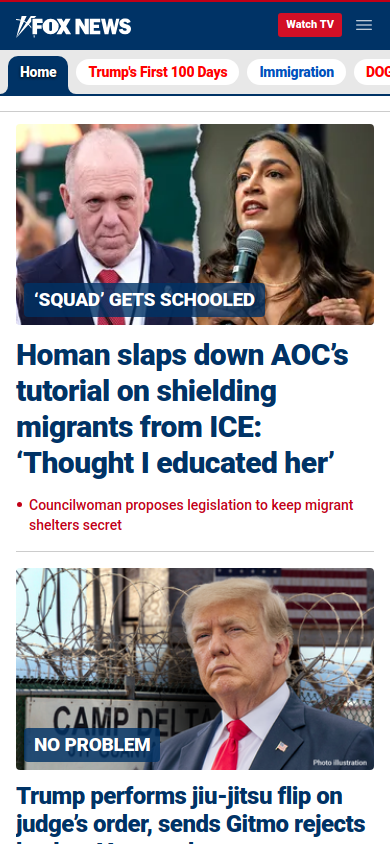 FOX NEWS
Watch TV
Home
Trump's First 100 Days
Immigration
DOG
‘SQUAD’ GETS SCHOOLED
Homan slaps down AOC’s
tutorial on shielding
migrants from ICE:
‘Thought I educated her’
Councilwoman proposes legislation to keep migrant
shelters secret
CAMP DELTA
NO PROBLEM
Photo illustration
Trump performs jiu-jitsu flip on
judge’s order, sends Gitmo rejects